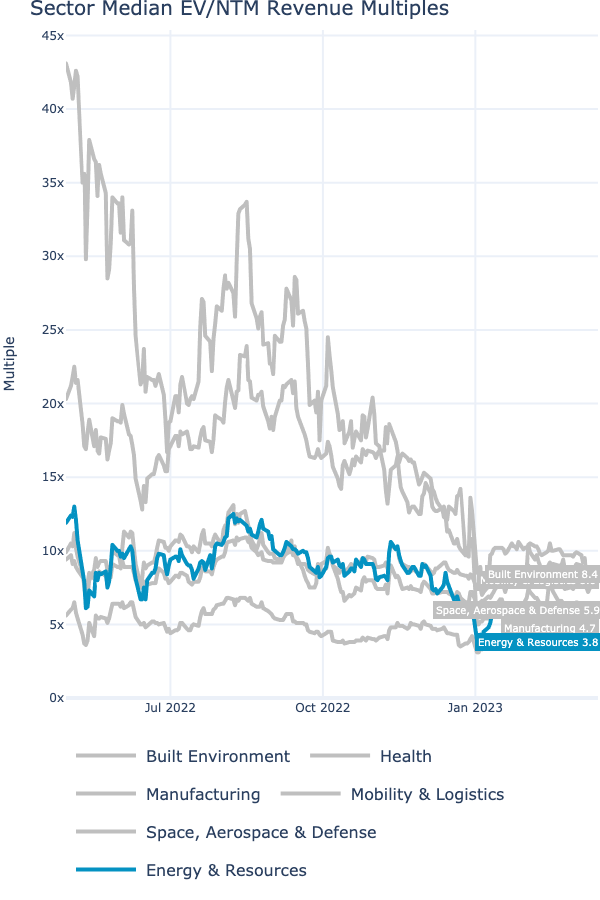 Sector Median EV/NTM Revenue Multiples
45x
40x
35x
30x
25x
20x
15x
10x
5x
0x
Multiple
Built Environment 8.4
Space, Aerospace & Defense 5.9
Manufacturing 4.7
Energy & Resources 3.8
Jul 2022
Oct 2022
Jan 2023
Built Environment
Health
Manufacturing
Mobility & Logistics
Space, Aerospace & Defense
Energy & Resources